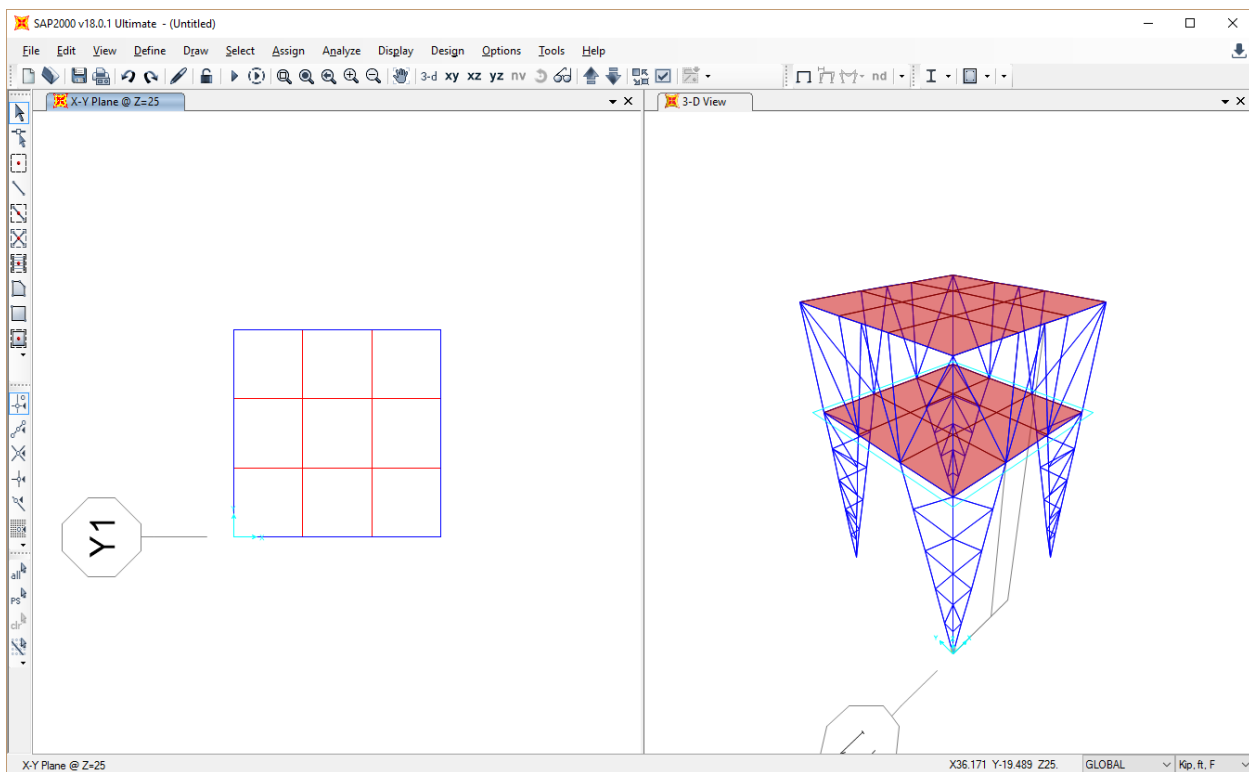 SAP2000 v18.0.1 Ultimate - (Untitled)
File Edit View Define Draw Select Assign Analyze Display Design Options Tools Help
3-d xy xz yz nv nd
X-Y Plane @ Z=25
3-D View
Y1
Y
X
all
PS
clr
X-Y Plane @ Z=25
X36.171 Y-19.489 Z25.
GLOBAL
Kip, ft, F